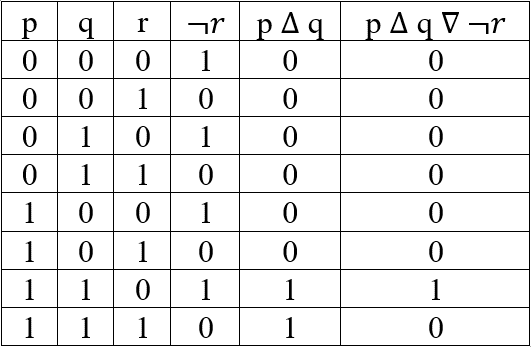 p q r ¬r p Δ q p Δ q ∇ ¬r
0 0 0 1 0 0
0 0 1 0 0 0
0 1 0 1 0 0
0 1 1 0 0 0
1 0 0 1 0 0
1 0 1 0 0 0
1 1 0 1 1 1
1 1 1 0 1 0